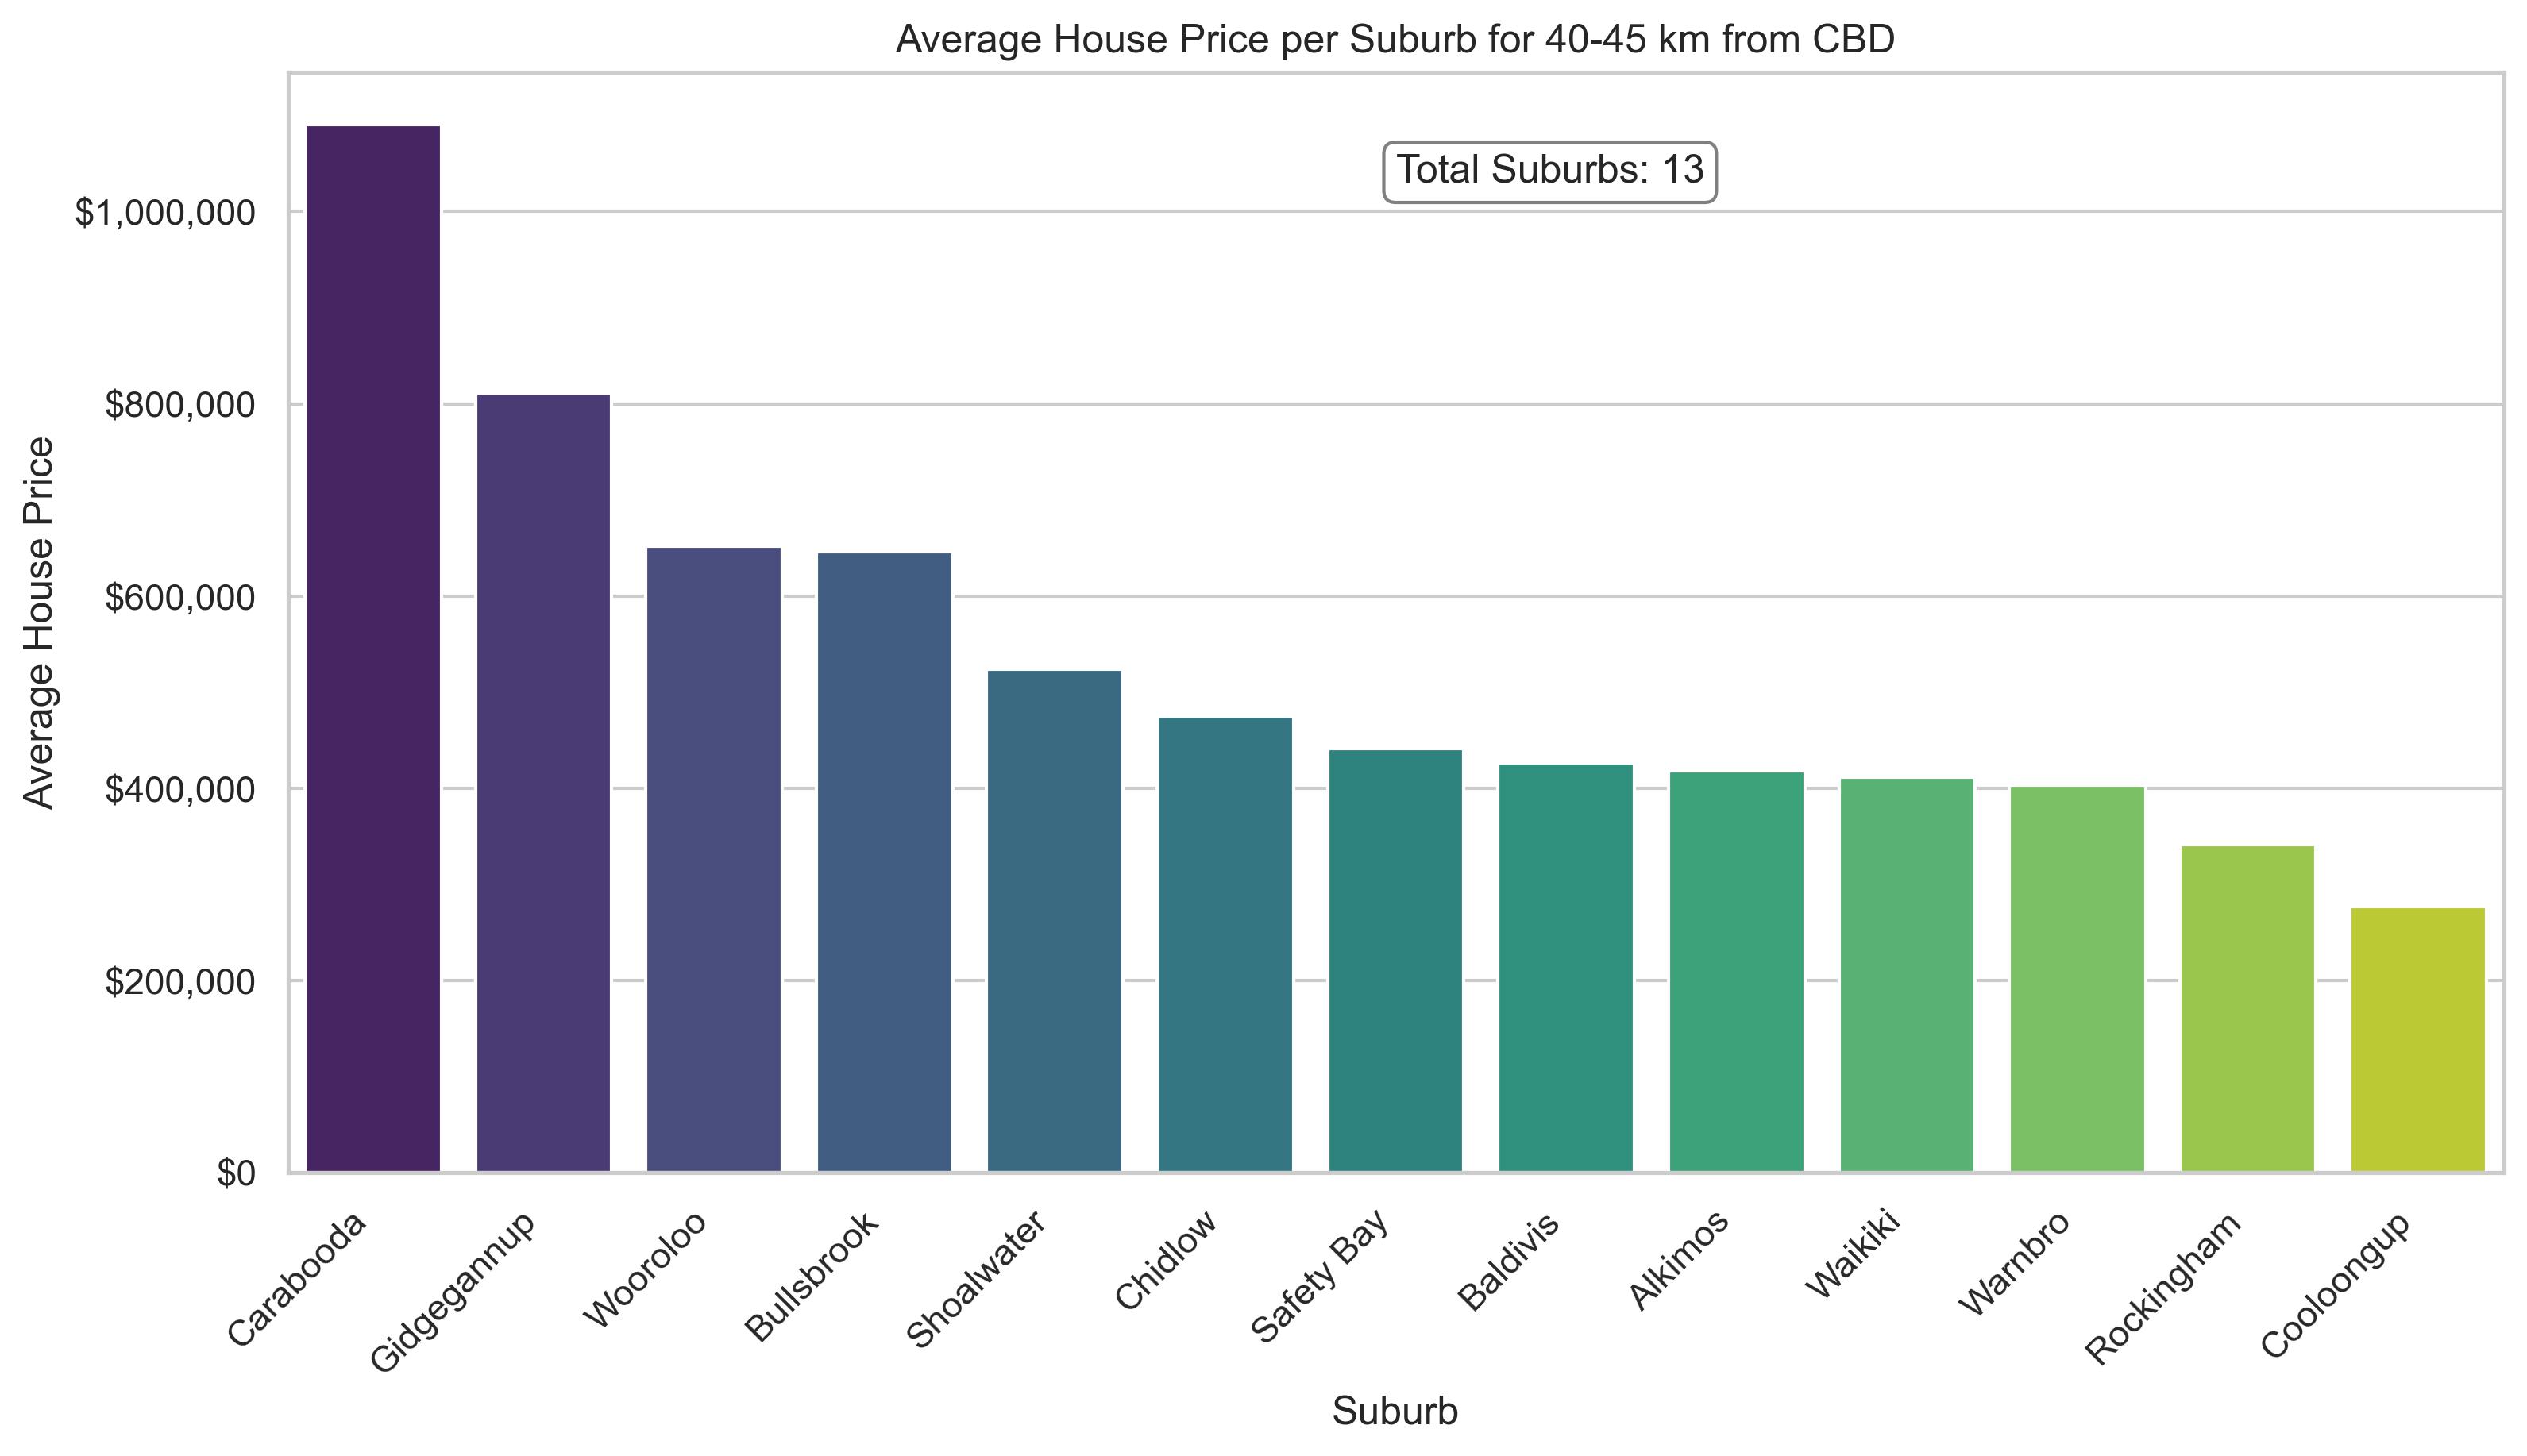 Average House Price per Suburb for 40-45 km from CBD
Total Suburbs: 13
Average House Price
$1,000,000
$800,000
$600,000
$400,000
$200,000
$0
Carabooda
Gidgegannup
Wooroloo
Bullsbrook
Shoalwater
Chidlow
Safety Bay
Baldivis
Alkimos
Waikiki
Warnbro
Rockingham
Cooloongup
Suburb